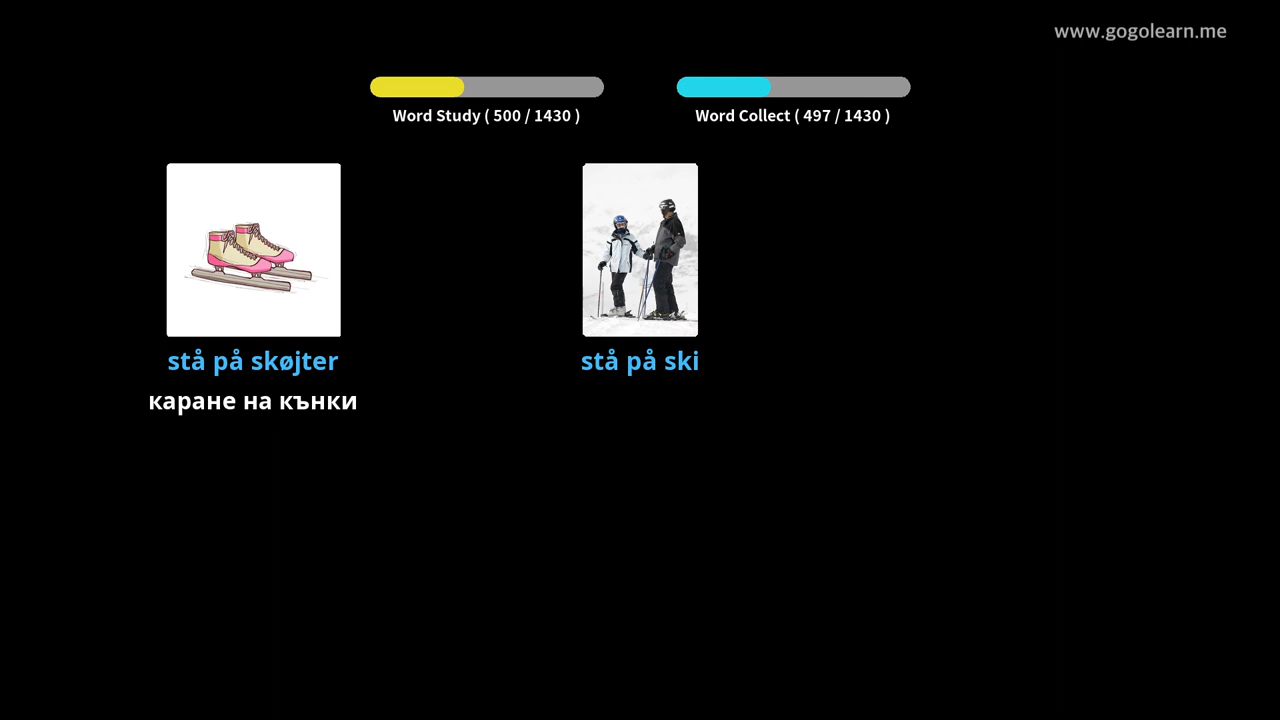 www.gogolearn.me
Word Study ( 500 / 1430 )
Word Collect ( 497 / 1430 )
stå på skøjter
stå på ski
каране на кънки